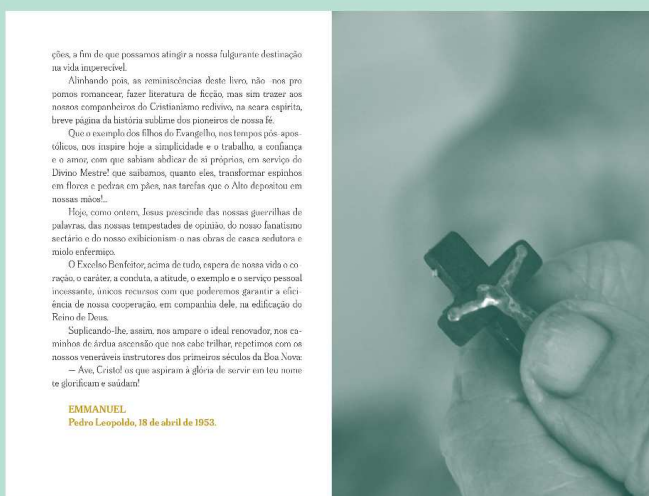 ções, a fim de que possamos atingir a nossa fulgurante destinação
na vida imperecível.
Alinhando pois, as reminiscências deste livro, não -nos pro
pomos romancear, fazer literatura de ficção, mas sim trazer aos
nossos companheiros do Cristianismo redivivo, na seara espírita,
breve página da história sublime dos pioneiros de nossa fé.
Que o exemplo dos filhos do Evangelho, nos tempos pós-apos-
tólicos, nos inspire hoje a simplicidade e o trabalho, a confiança
e o amor, com que sabiam abdicar de si próprios, em serviço do
Divino Mestre! que saibamos, quanto eles, transformar espinhos
em flores e pedras em pães, nas tarefas que o Alto depositou em
nossas mãos!...
Hoje, como ontem, Jesus prescinde das nossas guerrilhas de
palavras, das nossas tempestades de opinião, do nosso fanatismo
sectário e do nosso exibicionism-o nas obras de casca sedutora e
miolo enfermiço.
O Excelso Benfeitor, acima de tudo, espera de nossa vida o co-
ração, o caráter, a conduta, a atitude, o exemplo e o serviço pessoal
incessante, únicos recursos com que poderemos garantir a efici-
ência de nossa cooperação, em companhia dele, na edificação do
Reino de Deus.
Suplicando-lhe, assim, nos ampare o ideal renovador, nos ca-
minhos de árdua ascensão que nos cabe trilhar, repetimos com os
nossos veneráveis instrutores dos primeiros séculos da Boa Nova:
— Ave, Cristo! os que aspiram à glória de servir em teu nome
te glorificam e saúdam!
EMMANUEL
Pedro Leopoldo, 18 de abril de 1953.